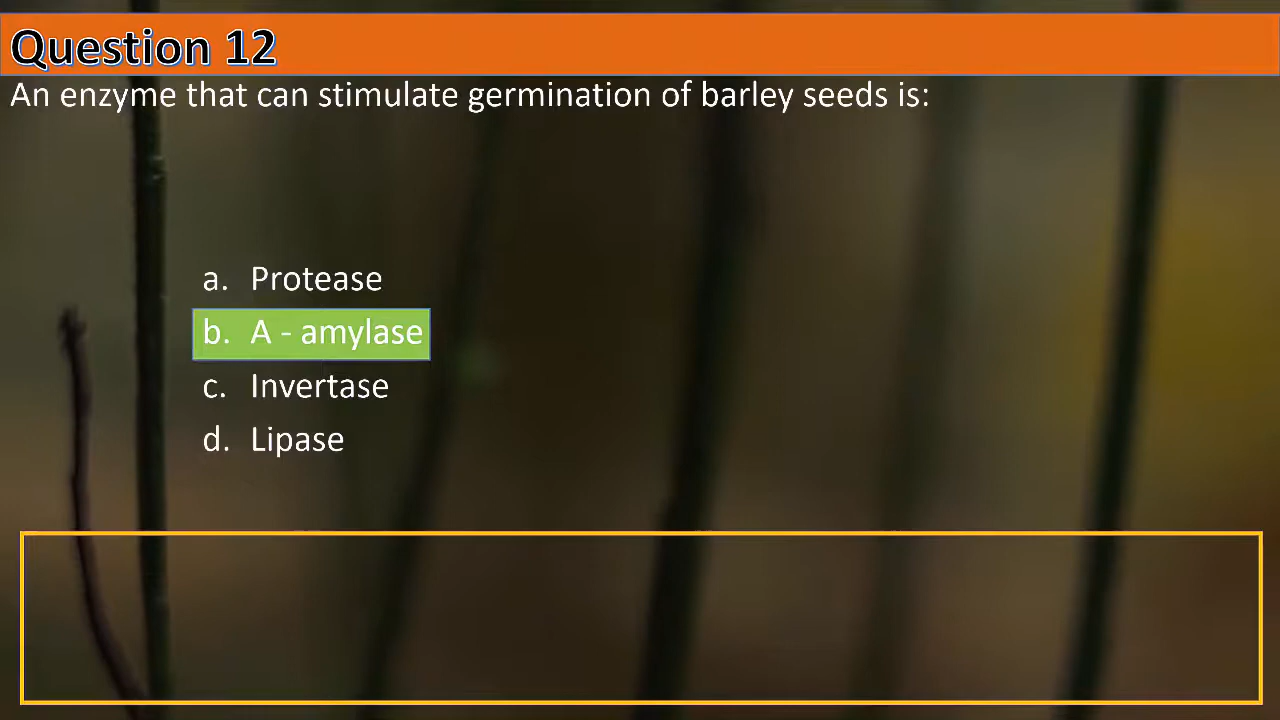 Question 12
An enzyme that can stimulate germination of barley seeds is:
a. Protease
b. A - amylase
c. Invertase
d. Lipase